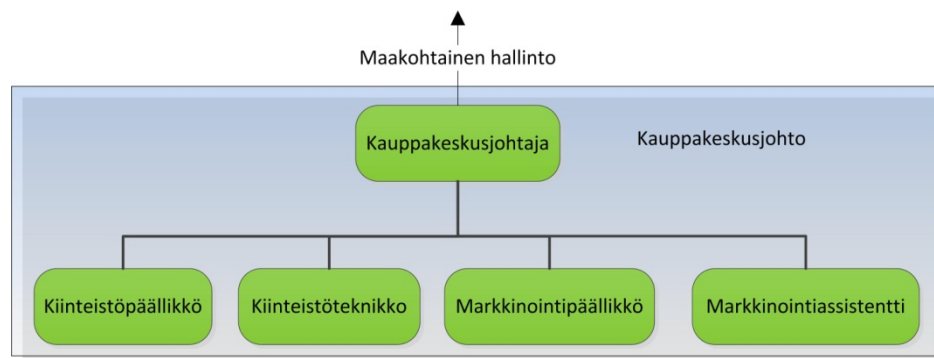 Maakohtainen hallinto
Kauppakeskusjohtaja
Kauppakeskusjohto
Kiinteistöpäällikkö
Kiinteistöteknikko
Markkinointipäällikkö
Markkinointiassistentti